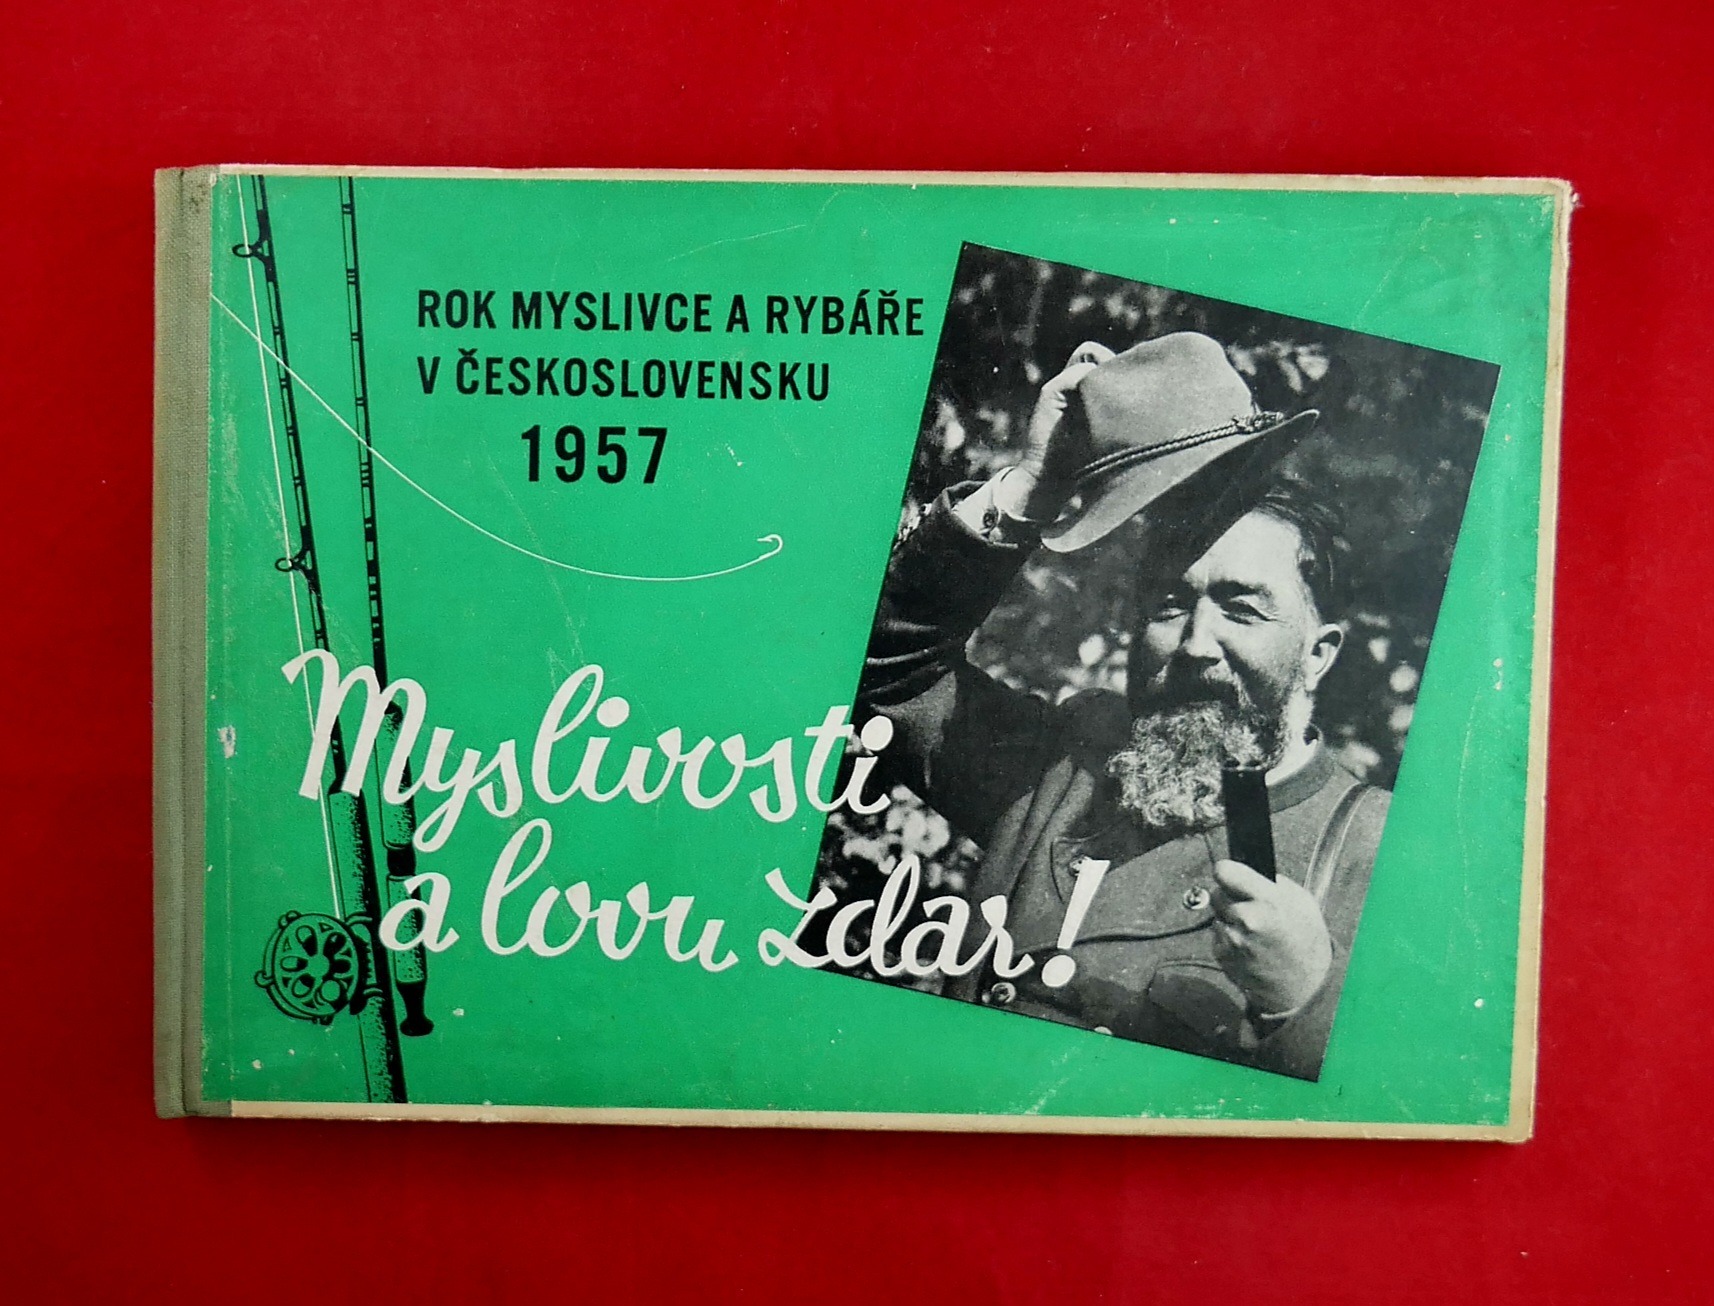 ROK MYSLIVCE A RYBÁŘE
V ČESKOSLOVENSKU
1957
Myslivosti
a lovu zdar!